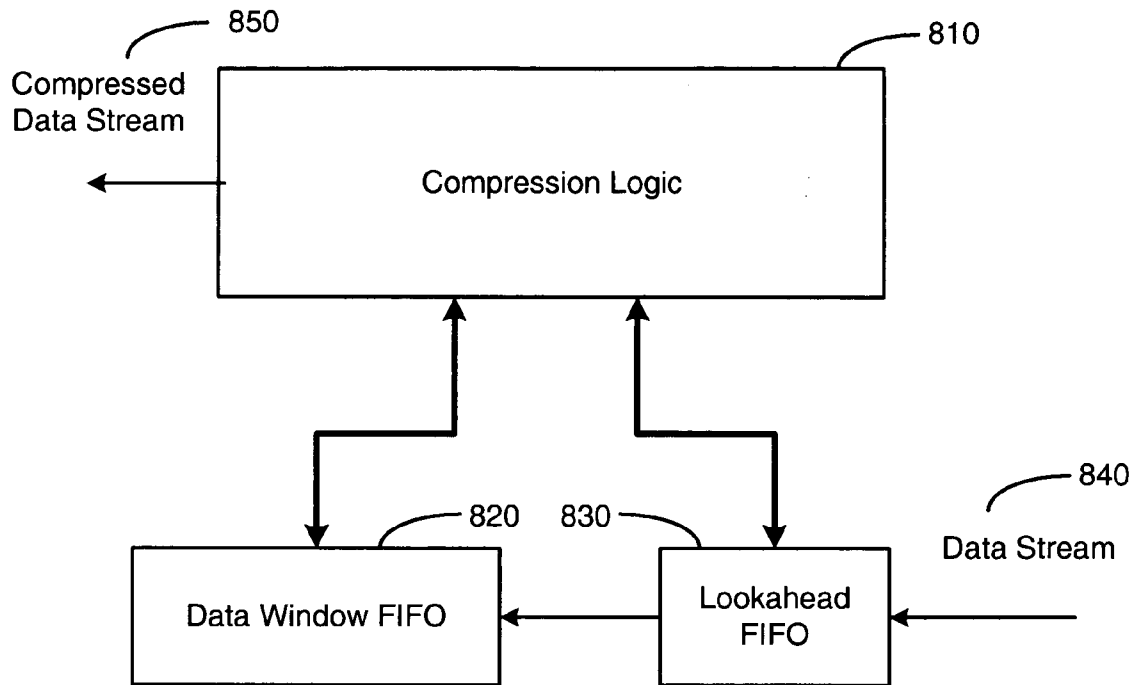 850
810
Compressed
Data Stream
Compression Logic
820
830
840
Data Stream
Data Window FIFO
Lookahead
FIFO